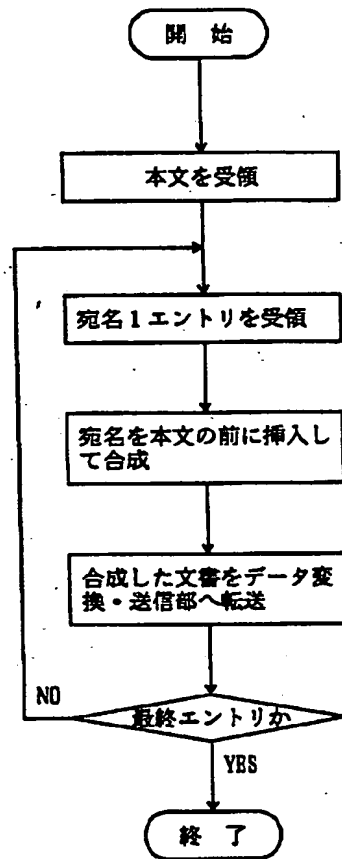 開 始
本文を受領
宛名1エントリを受領
宛名を本文の前に挿入し
て合成
合成した文書をデータ変
換・送信部へ転送
最終エントリか
NO
YES
終 了